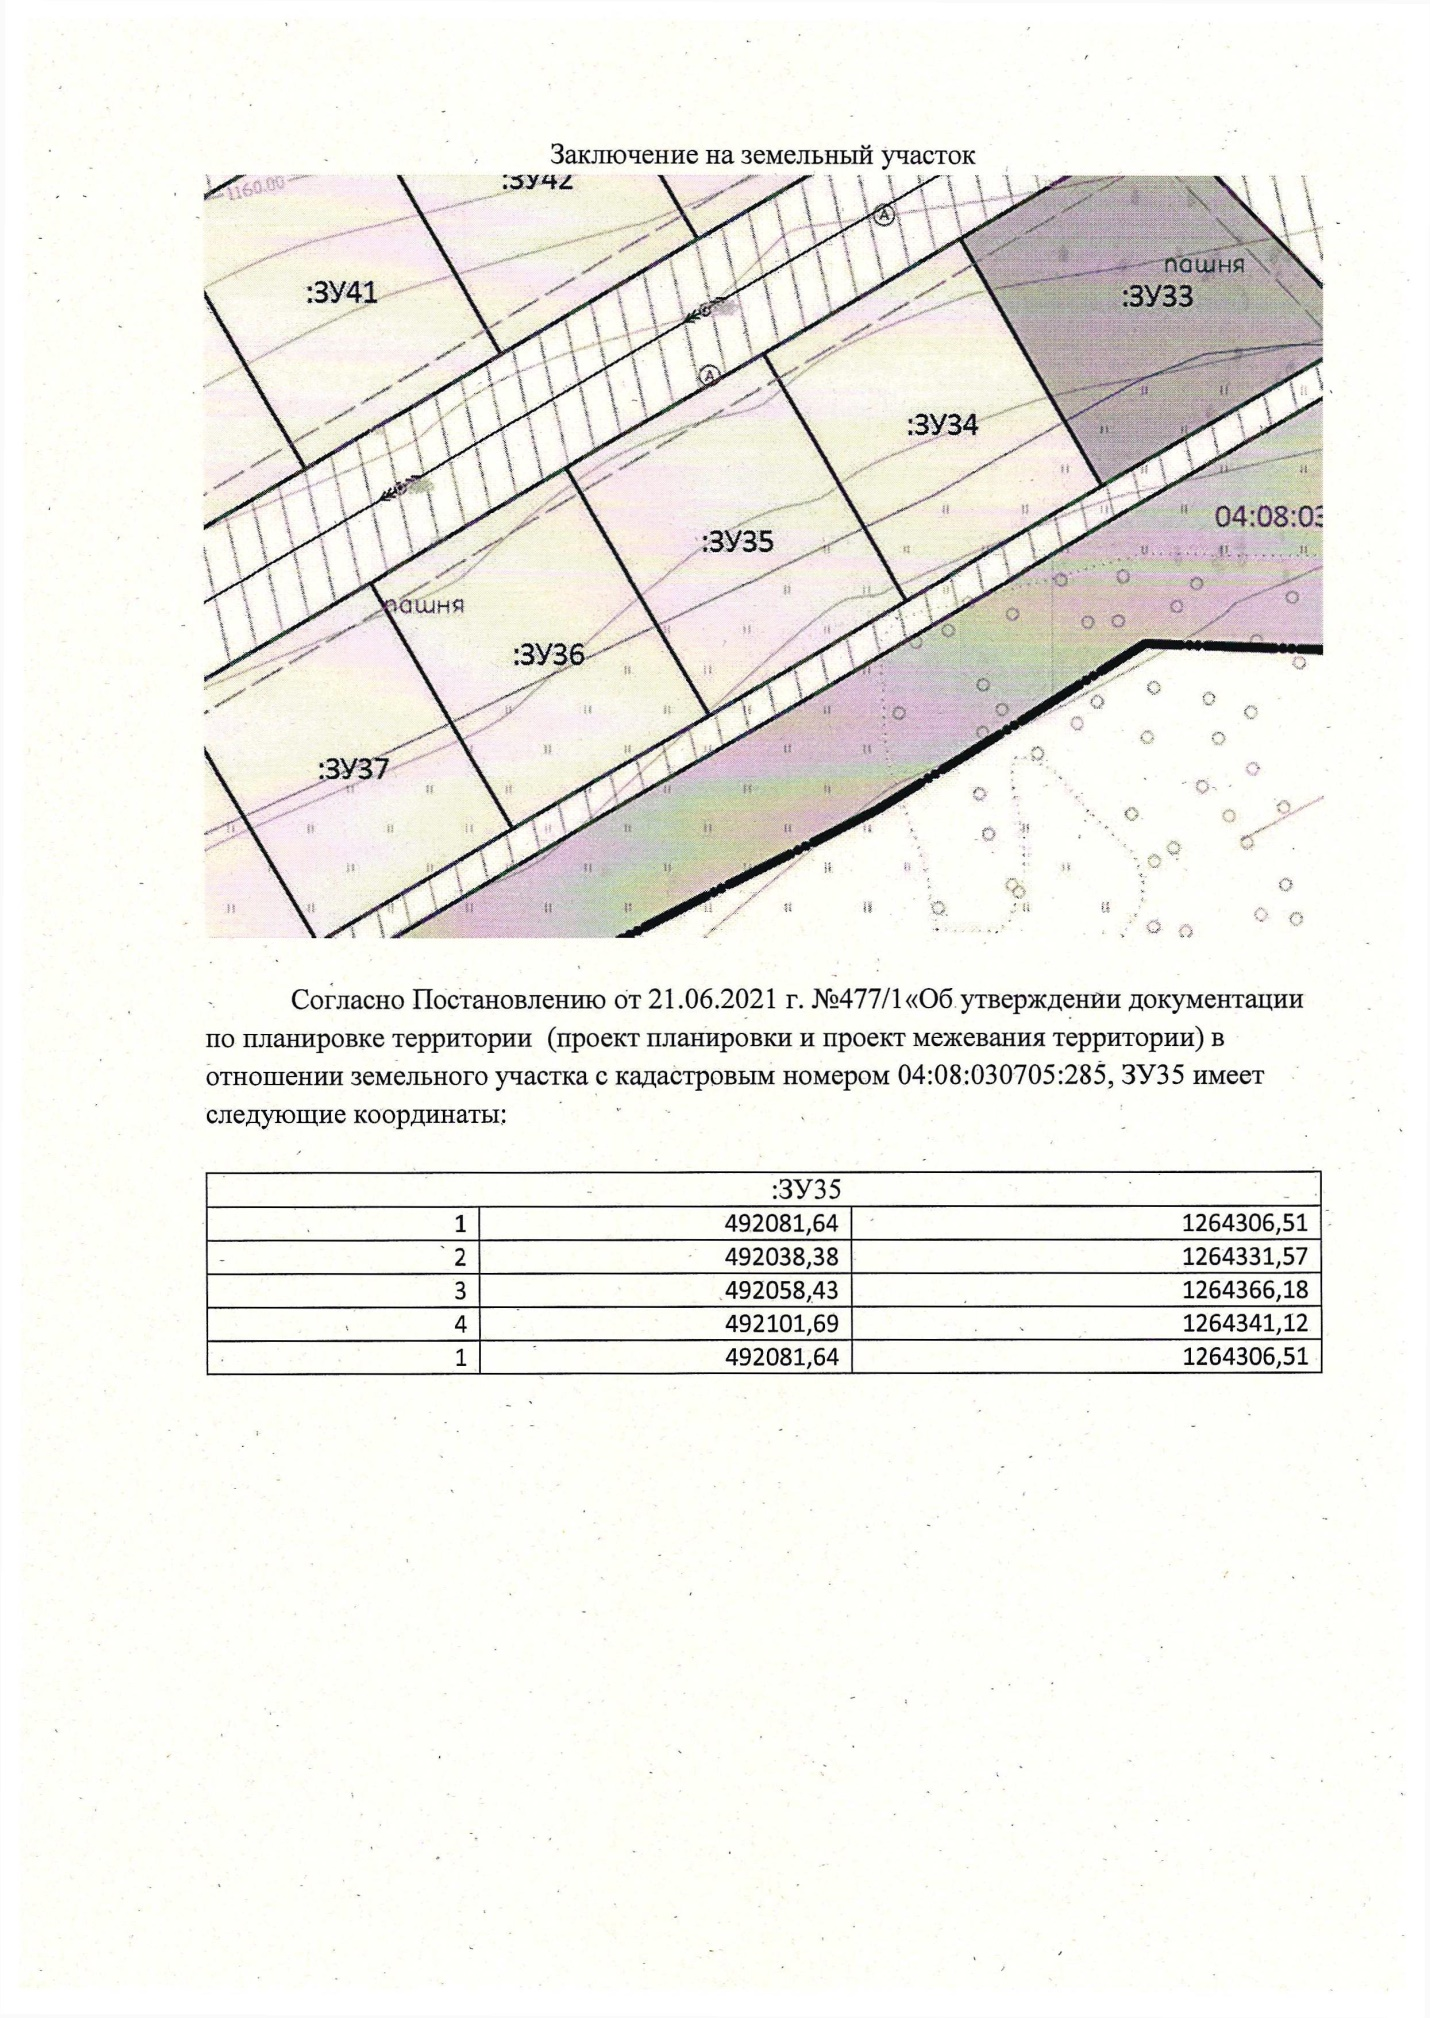 Заключение на земельный участок
1160.00
:ЗУ42
А
:ЗУ41
пашня
:ЗУ33
А
:ЗУ34
04:08:03
:ЗУ35
пашня
:ЗУ36
:ЗУ37
Согласно Постановлению от 21.06.2021 г. №477/1«Об утверждении документации
по планировке территории (проект планировки и проект межевания территории) в
отношении земельного участка с кадастровым номером 04:08:030705:285, ЗУ35 имеет
следующие координаты:
:ЗУ35
1 492081,64 1264306,51
2 492038,38 1264331,57
3 492058,43 1264366,18
4 492101,69 1264341,12
1 492081,64 1264306,51